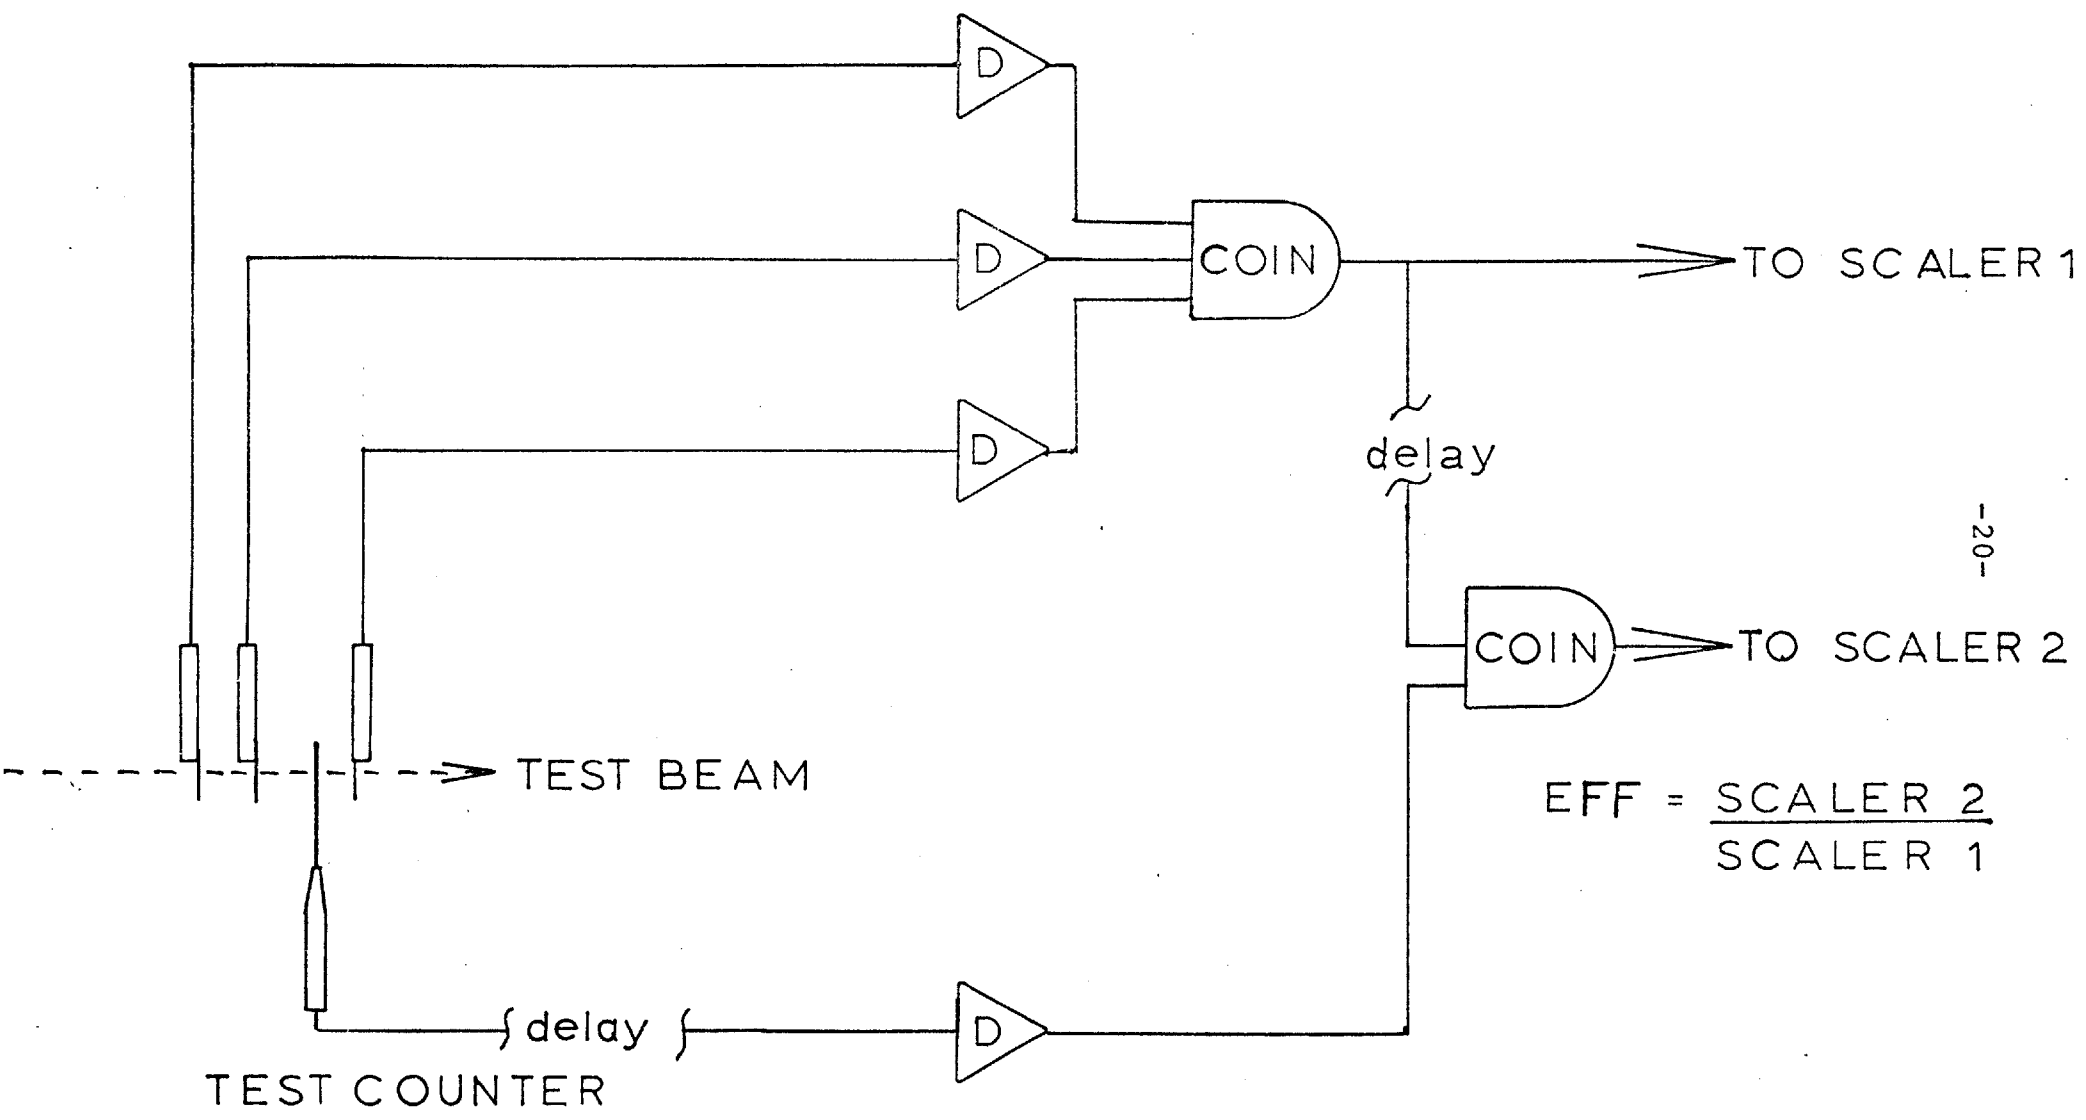 D
D
COIN
TO SCALER 1
D
delay
-20-
COIN
TO SCALER 2
TEST BEAM
EFF = SCALER 2
SCALER 1
delay
D
TEST COUNTER